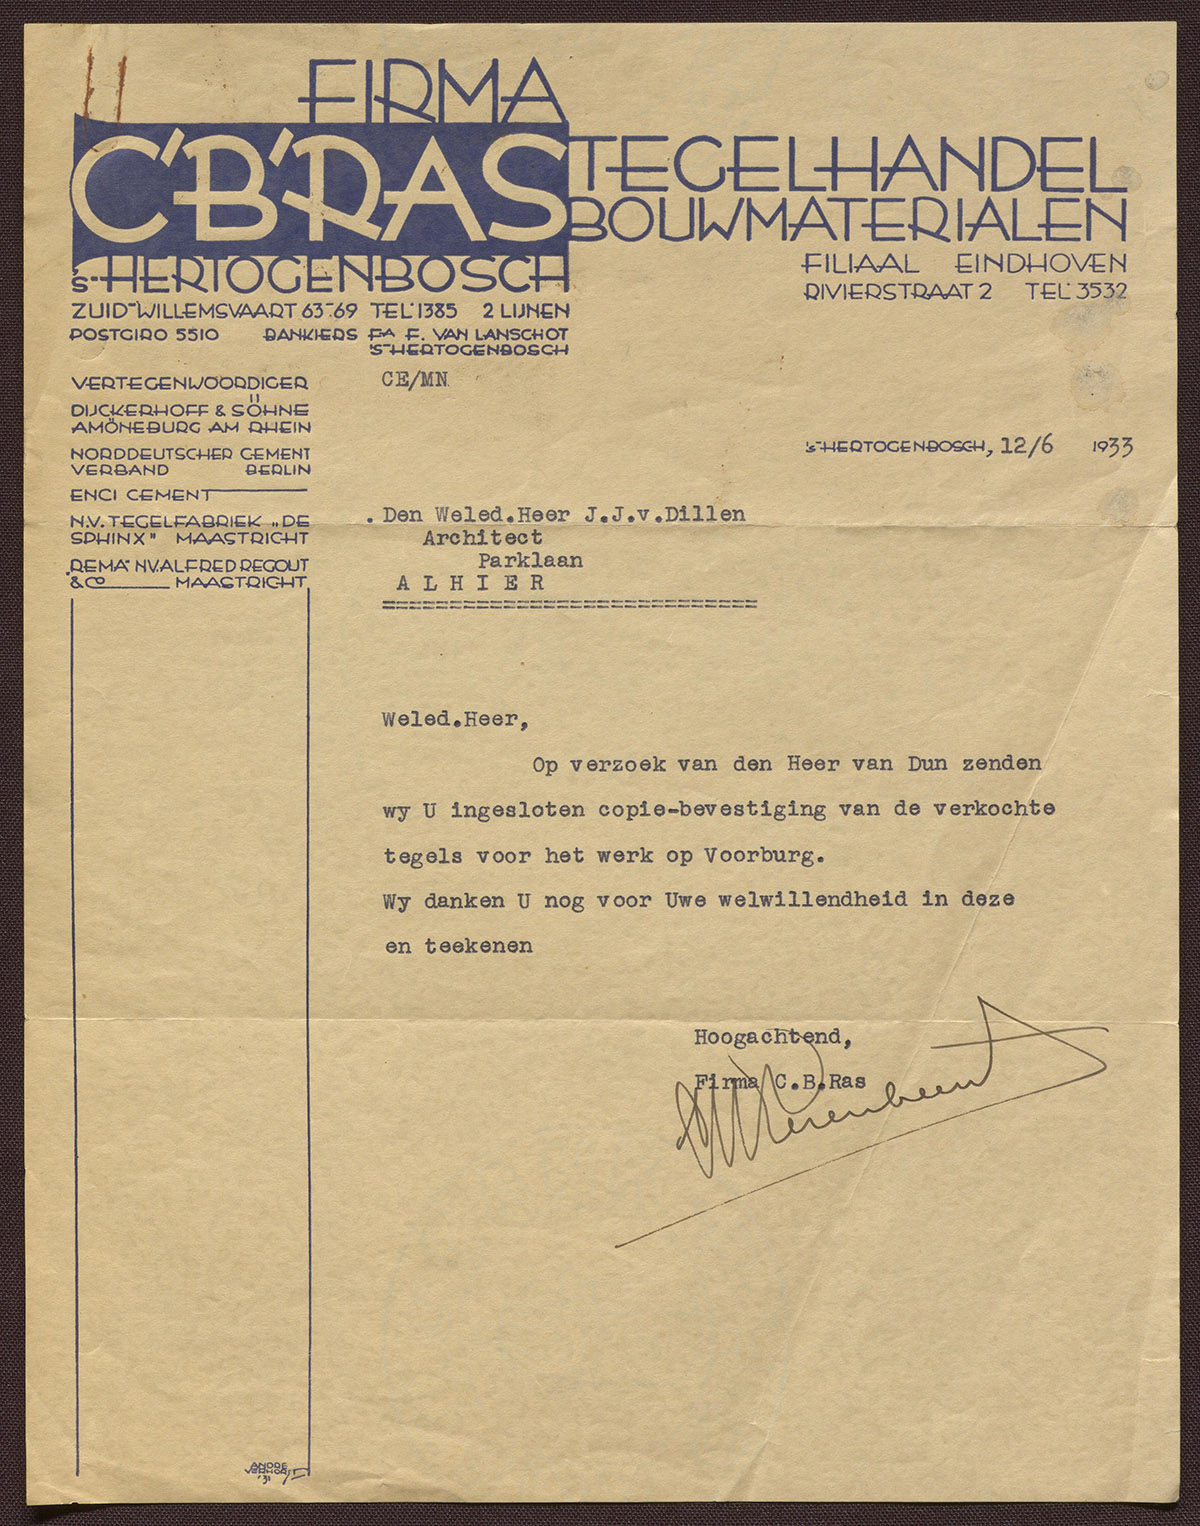 FIRMA
C'B'RAS
TEGELHANDEL
BOUWMATERIALEN
's-HERTOGENBOSCH
FILIAAL EINDHOVEN
RIVIERSTRAAT 2 TEL. 3532
ZUID-WILLEMSVAART 63-69 TEL. 1385 2 LIJNEN
POSTGIRO 5510 BANKIERS FA F. VAN LANSCHOT
'S-HERTOGENBOSCH
VERTEGENWOORDIGER
DIJCKERHOFF & SÖHNE
AMÖNEBURG AM RHEIN
NORDDEUTSCHER CEMENT
VERBAND BERLIN
ENCI CEMENT
N.V. TEGELFABRIEK „DE
SPHINX" MAASTRICHT
„REMA" N.V. ALFRED REGOUT
& CO MAASTRICHT
CE/MN
's-HERTOGENBOSCH, 12/6 1933
. Den Weled.Heer J.J.v.Dillen
Architect
Parklaan
A L H I E R
==============================
Weled.Heer,
Op verzoek van den Heer van Dun zenden
wy U ingesloten copie-bevestiging van de verkochte
tegels voor het werk op Voorburg.
Wy danken U nog voor Uwe welwillendheid in deze
en teekenen
Hoogachtend,
Firma C.B.Ras
ANDRE
'31